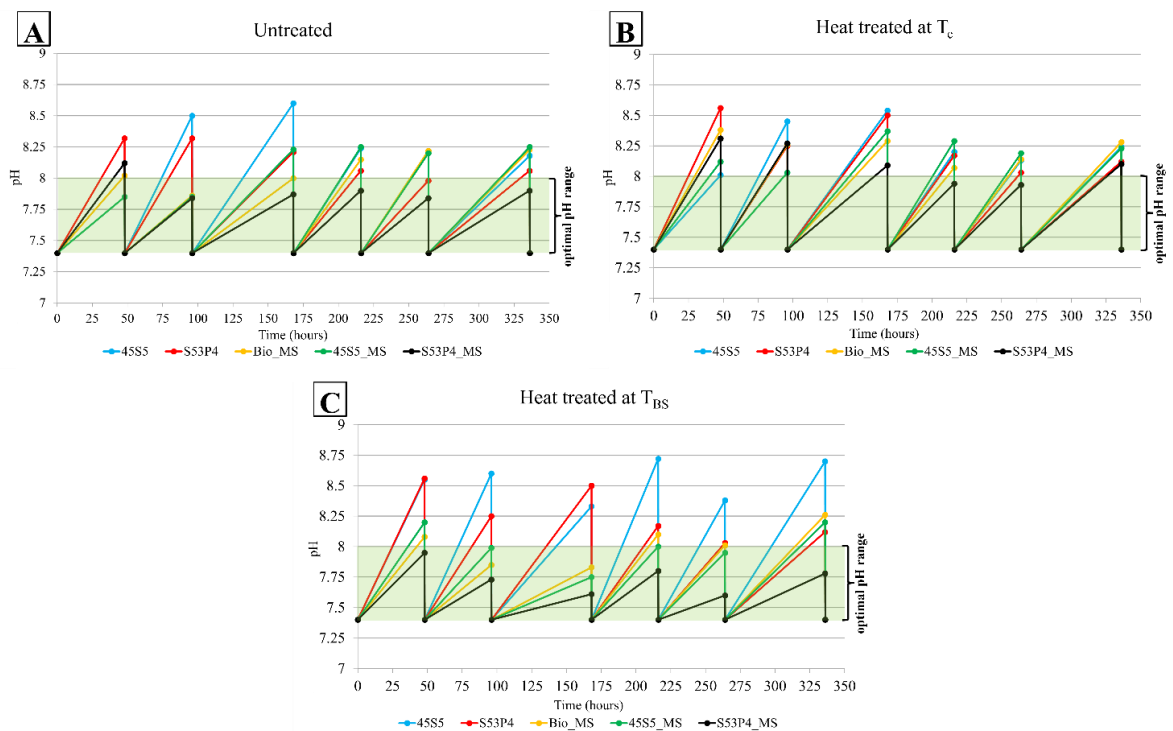 A
Untreated
9
8.75
8.5
8.25
8
7.75
7.5
7.25
7
pH
optimal pH range
0 25 50 75 100 125 150 175 200 225 250 275 300 325 350
Time (hours)
45S5 S53P4 Bio_MS 45S5_MS S53P4_MS
B
Heat treated at Tc
9
8.75
8.5
8.25
8
7.75
7.5
7.25
7
pH
optimal pH range
0 25 50 75 100 125 150 175 200 225 250 275 300 325 350
Time (hours)
45S5 S53P4 Bio_MS 45S5_MS S53P4_MS
C
Heat treated at TBS
9
8.75
8.5
8.25
8
7.75
7.5
7.25
7
pH
optimal pH range
0 25 50 75 100 125 150 175 200 225 250 275 300 325 350
Time (hours)
45S5 S53P4 Bio_MS 45S5_MS S53P4_MS